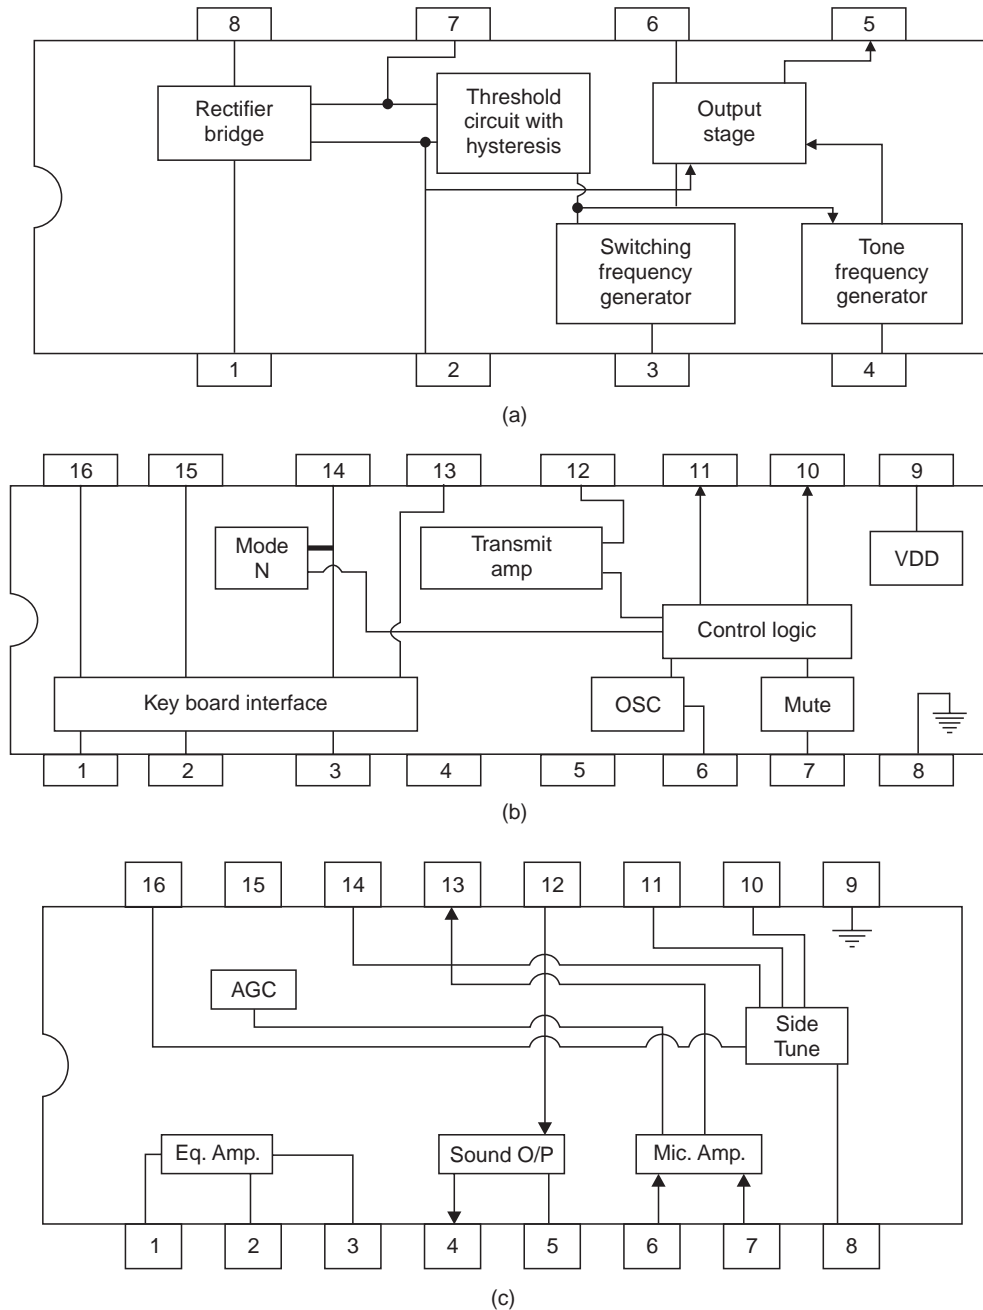 8 7 6 5
Rectifier
bridge
Threshold
circuit with
hysteresis
Output
stage
Switching
frequency
generator
Tone
frequency
generator
1 2 3 4
(a)
16 15 14 13 12 11 10 9
Mode
N
Transmit
amp
VDD
Control logic
Key board interface
OSC
Mute
1 2 3 4 5 6 7 8
(b)
16 15 14 13 12 11 10 9
AGC
Side
Tune
Eq. Amp.
Sound O/P
Mic. Amp.
1 2 3 4 5 6 7 8
(c)